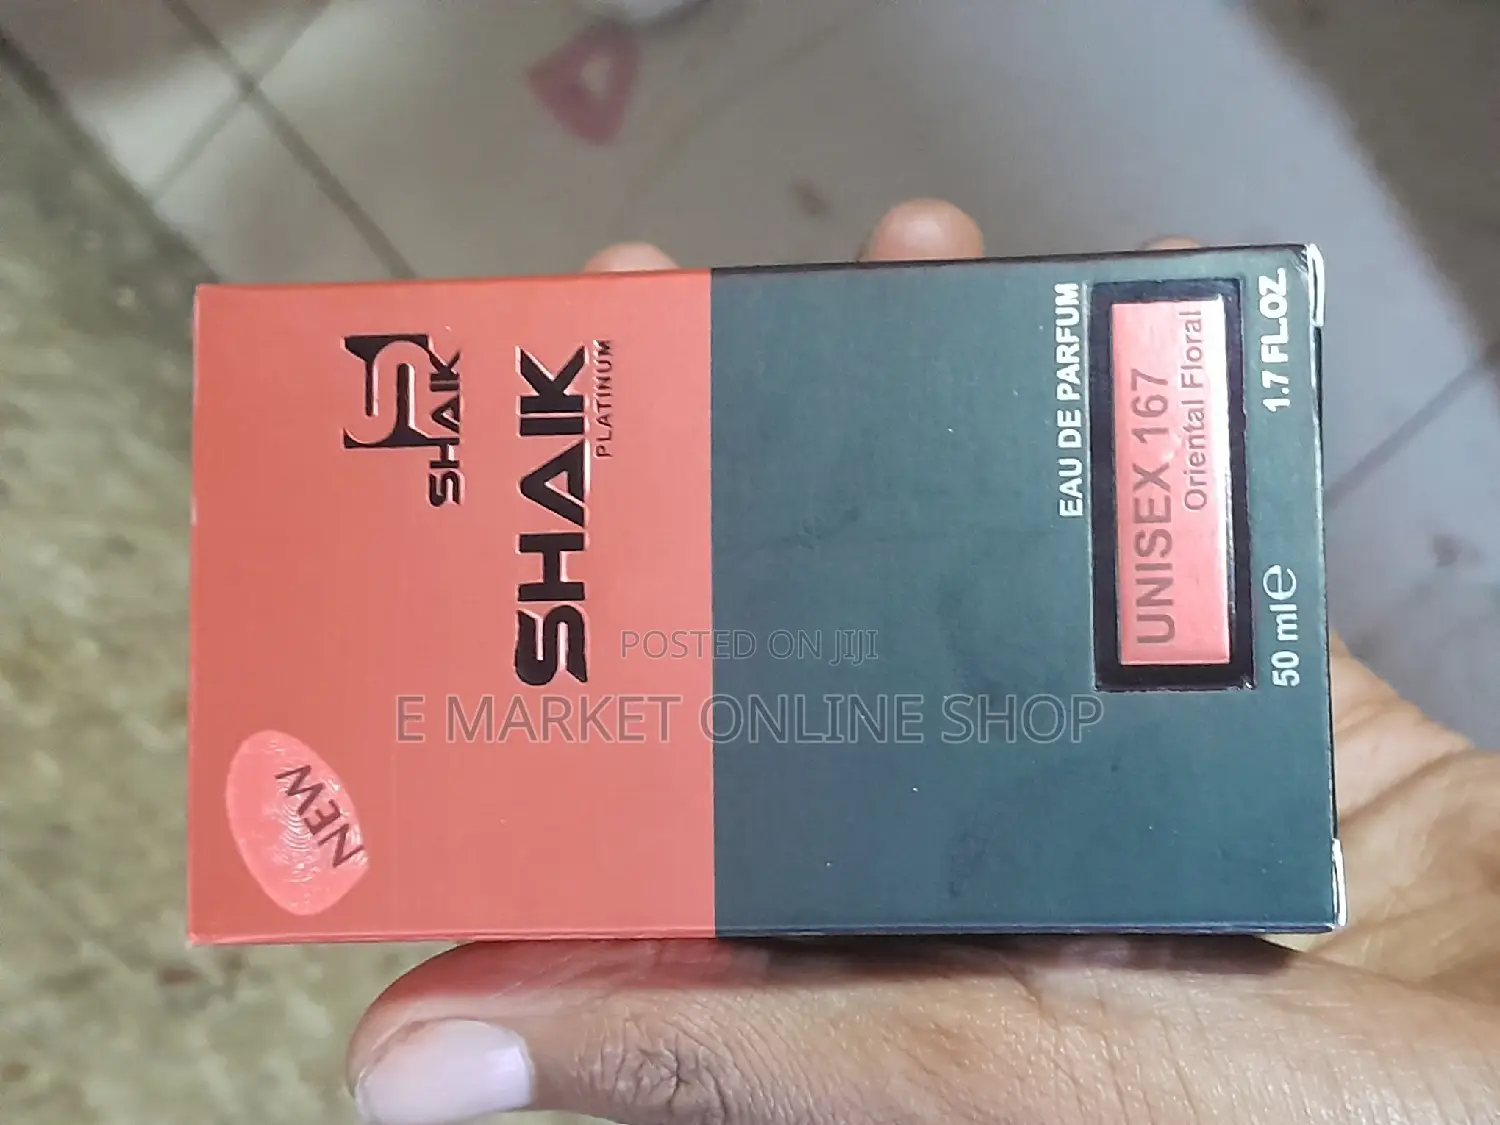 SHAIK
SHAIK
PLATINUM
NEW
EAU DE PARFUM
UNISEX 167
Oriental Floral
50 ml℮ 1.7 FL.OZ.
POSTED ON JIJI
E MARKET ONLINE SHOP